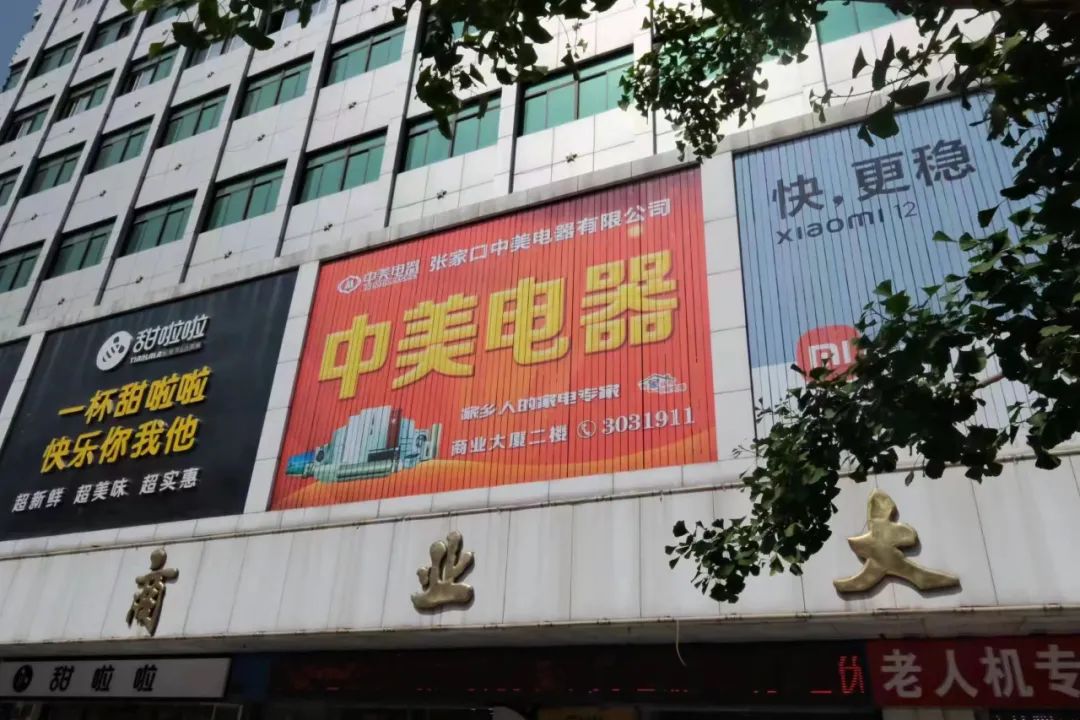 甜啦啦
TIANLALA
一杯甜啦啦
快乐你我他
超新鲜 超美味 超实惠
中美电器 张家口中美电器有限公司
中美电器
家乡人的家电专家
商业大厦二楼 3031911
快,更稳
xiaomi 12
mi
商业大
甜啦啦
老人机专